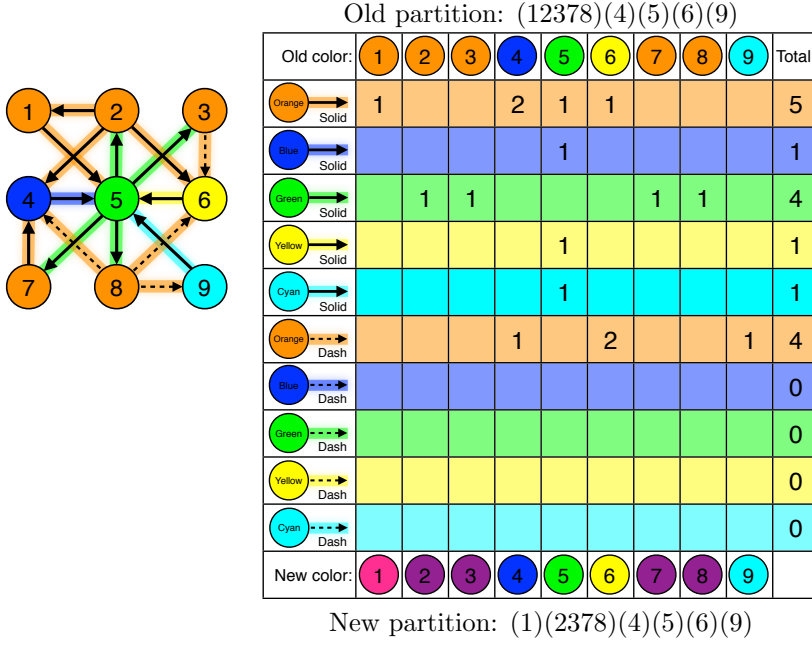 Old partition: (12378)(4)(5)(6)(9)
Old color: 1 2 3 4 5 6 7 8 9 Total
1 2 3
4 5 6
7 8 9
Orange Solid 1 2 1 1 5
Blue Solid 1 1
Green Solid 1 1 1 1 4
Yellow Solid 1 1
Cyan Solid 1 1
Orange Dash 1 2 1 4
Blue Dash 0
Green Dash 0
Yellow Dash 0
Cyan Dash 0
New color: 1 2 3 4 5 6 7 8 9
New partition: (1)(2378)(4)(5)(6)(9)